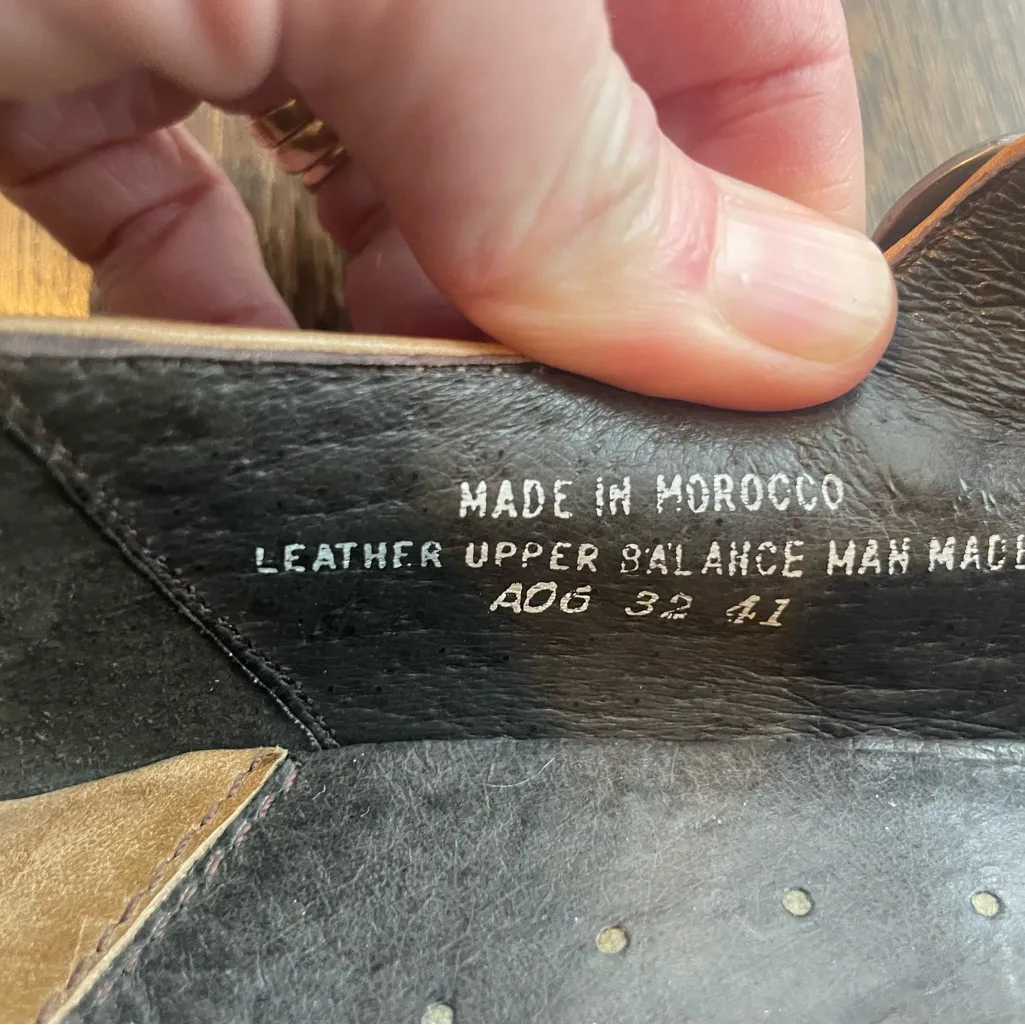 MADE IN MOROCCO
LEATHER UPPER BALANCE MAN MADE
A06 32 41